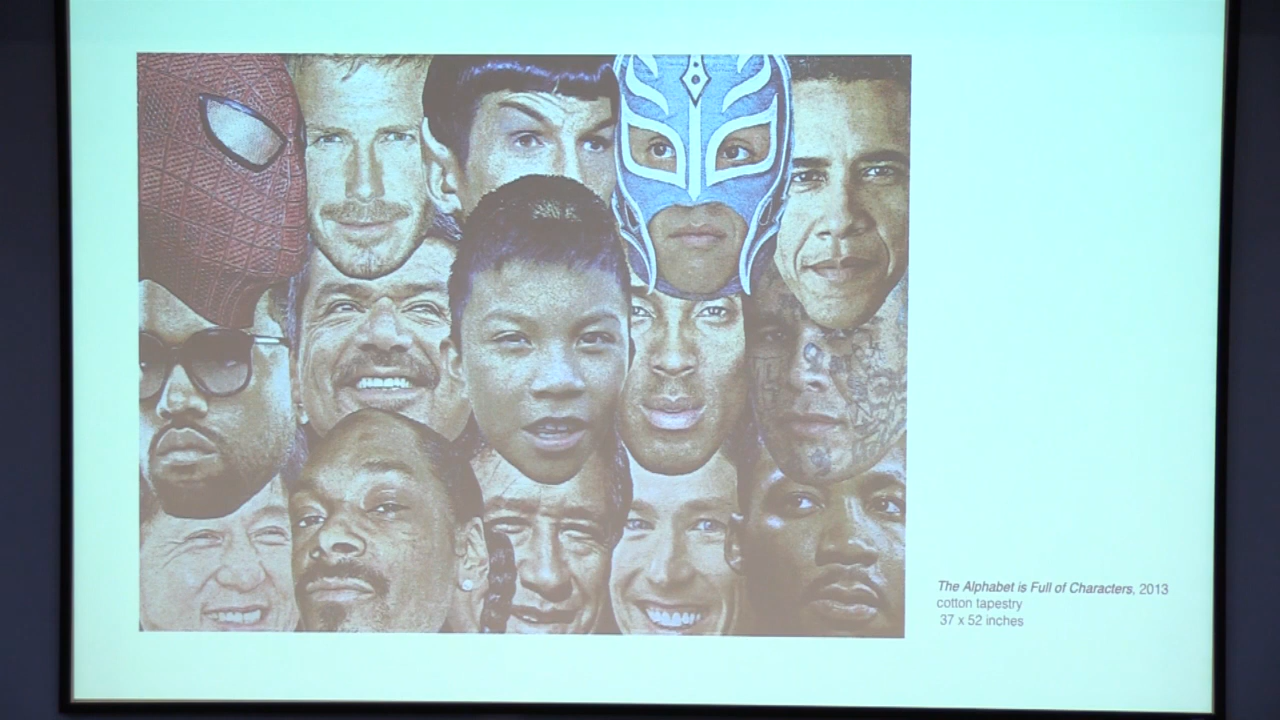 The Alphabet is Full of Characters, 2013
cotton tapestry
37 x 52 inches